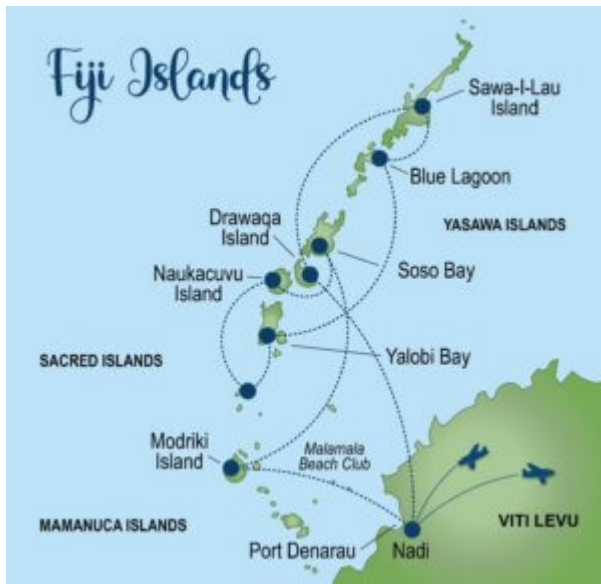 Fiji Islands
Sawa-I-Lau
Island
Blue Lagoon
Drawaqa
Island
YASAWA ISLANDS
Naukacuvu
Island
Soso Bay
SACRED ISLANDS
Yalobi Bay
Modriki
Island
Malamala
Beach Club
MAMANUCA ISLANDS
VITI LEVU
Port Denarau
Nadi